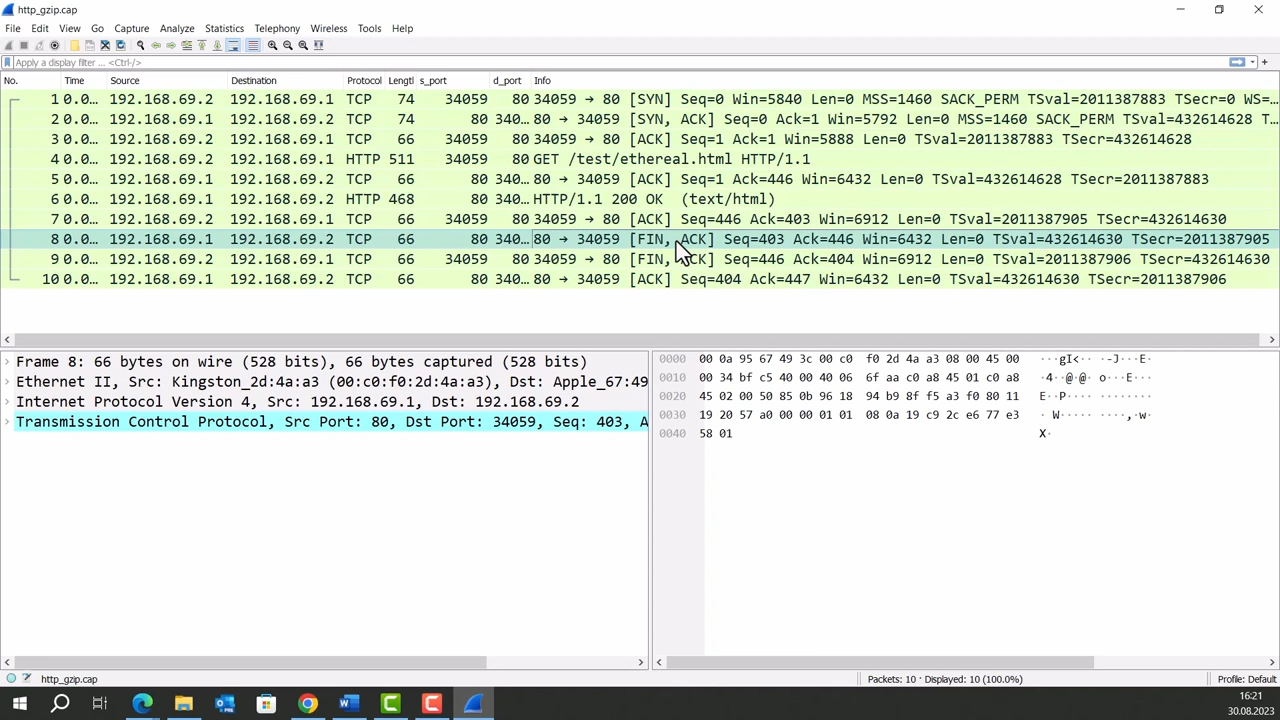 http_gzip.cap
File Edit View Go Capture Analyze Statistics Telephony Wireless Tools Help
Apply a display filter ... <Ctrl-/>
No. Time Source Destination Protocol Lengtl s_port d_port Info
1 0.0… 192.168.69.2 192.168.69.1 TCP 74 34059 80 34059 → 80 [SYN] Seq=0 Win=5840 Len=0 MSS=1460 SACK_PERM TSval=2011387883 TSecr=0 WS=…
2 0.0… 192.168.69.1 192.168.69.2 TCP 74 80 340… 80 → 34059 [SYN, ACK] Seq=0 Ack=1 Win=5792 Len=0 MSS=1460 SACK_PERM TSval=432614628 T…
3 0.0… 192.168.69.2 192.168.69.1 TCP 66 34059 80 34059 → 80 [ACK] Seq=1 Ack=1 Win=5888 Len=0 TSval=2011387883 TSecr=432614628
4 0.0… 192.168.69.2 192.168.69.1 HTTP 511 34059 80 GET /test/ethereal.html HTTP/1.1
5 0.0… 192.168.69.1 192.168.69.2 TCP 66 80 340… 80 → 34059 [ACK] Seq=1 Ack=446 Win=6432 Len=0 TSval=432614628 TSecr=2011387883
6 0.0… 192.168.69.1 192.168.69.2 HTTP 468 80 340… HTTP/1.1 200 OK (text/html)
7 0.0… 192.168.69.2 192.168.69.1 TCP 66 34059 80 34059 → 80 [ACK] Seq=446 Ack=403 Win=6912 Len=0 TSval=2011387905 TSecr=432614630
8 0.0… 192.168.69.1 192.168.69.2 TCP 66 80 340… 80 → 34059 [FIN, ACK] Seq=403 Ack=446 Win=6432 Len=0 TSval=432614630 TSecr=2011387905
9 0.0… 192.168.69.2 192.168.69.1 TCP 66 34059 80 34059 → 80 [FIN, ACK] Seq=446 Ack=404 Win=6912 Len=0 TSval=2011387906 TSecr=432614630
10 0.0… 192.168.69.1 192.168.69.2 TCP 66 80 340… 80 → 34059 [ACK] Seq=404 Ack=447 Win=6432 Len=0 TSval=432614630 TSecr=2011387906
Frame 8: 66 bytes on wire (528 bits), 66 bytes captured (528 bits)
Ethernet II, Src: Kingston_2d:4a:a3 (00:c0:f0:2d:4a:a3), Dst: Apple_67:49
Internet Protocol Version 4, Src: 192.168.69.1, Dst: 192.168.69.2
Transmission Control Protocol, Src Port: 80, Dst Port: 34059, Seq: 403, A
0000 00 0a 95 67 49 3c 00 c0 f0 2d 4a a3 08 00 45 00 ···gI<·· ·-J···E·
0010 00 34 bf c5 40 00 40 06 6f aa c0 a8 45 01 c0 a8 ·4··@·@· o···E···
0020 45 02 00 50 85 0b 96 18 94 b9 8f f5 a3 f0 80 11 E··P···· ········
0030 19 20 57 a0 00 00 01 01 08 0a 19 c9 2c e6 77 e3 · W····· ····,·w·
0040 58 01 X·
http_gzip.cap Packets: 10 · Displayed: 10 (100.0%) Profile: Default
16:21
30.08.2023